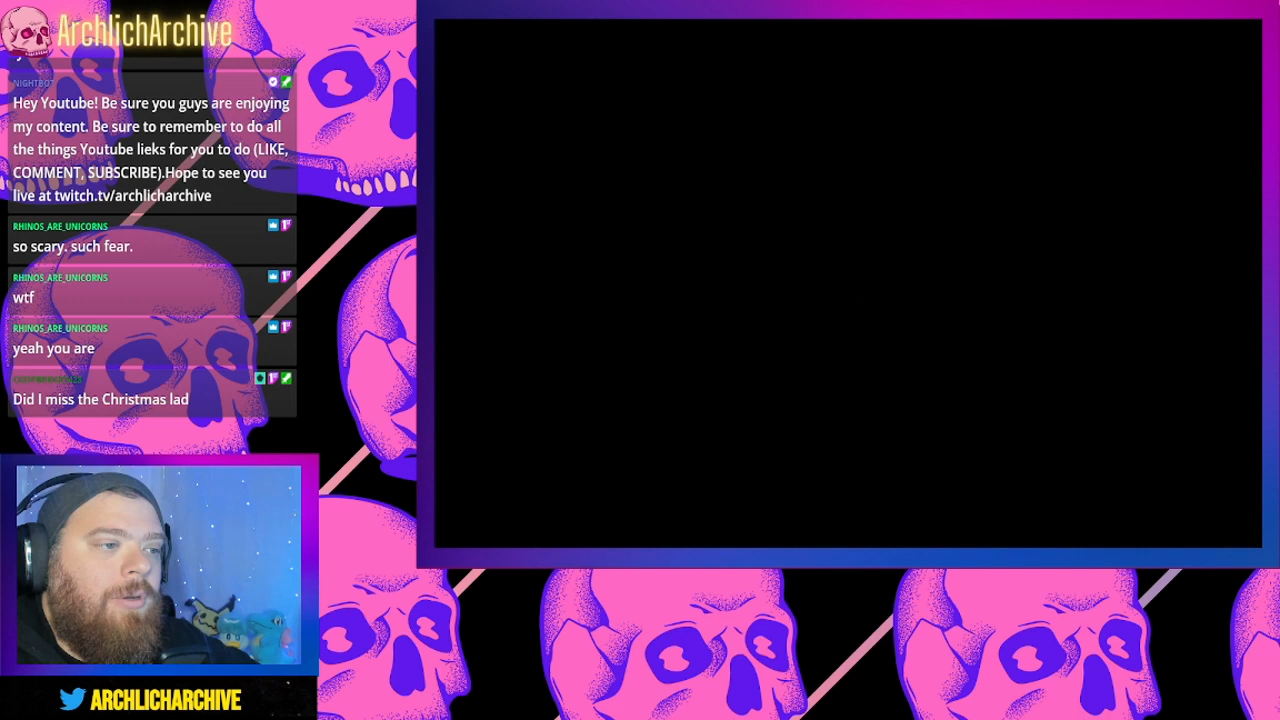 ArchlichArchive
NIGHTBOT
Hey Youtube! Be sure you guys are enjoying
my content. Be sure to remember to do all
the things Youtube lieks for you to do (LIKE,
COMMENT, SUBSCRIBE).Hope to see you
live at twitch.tv/archlicharchive
RHINOS_ARE_UNICORNS
so scary. such fear.
RHINOS_ARE_UNICORNS
wtf
RHINOS_ARE_UNICORNS
yeah you are
Did I miss the Christmas lad
ARCHLICHARCHIVE